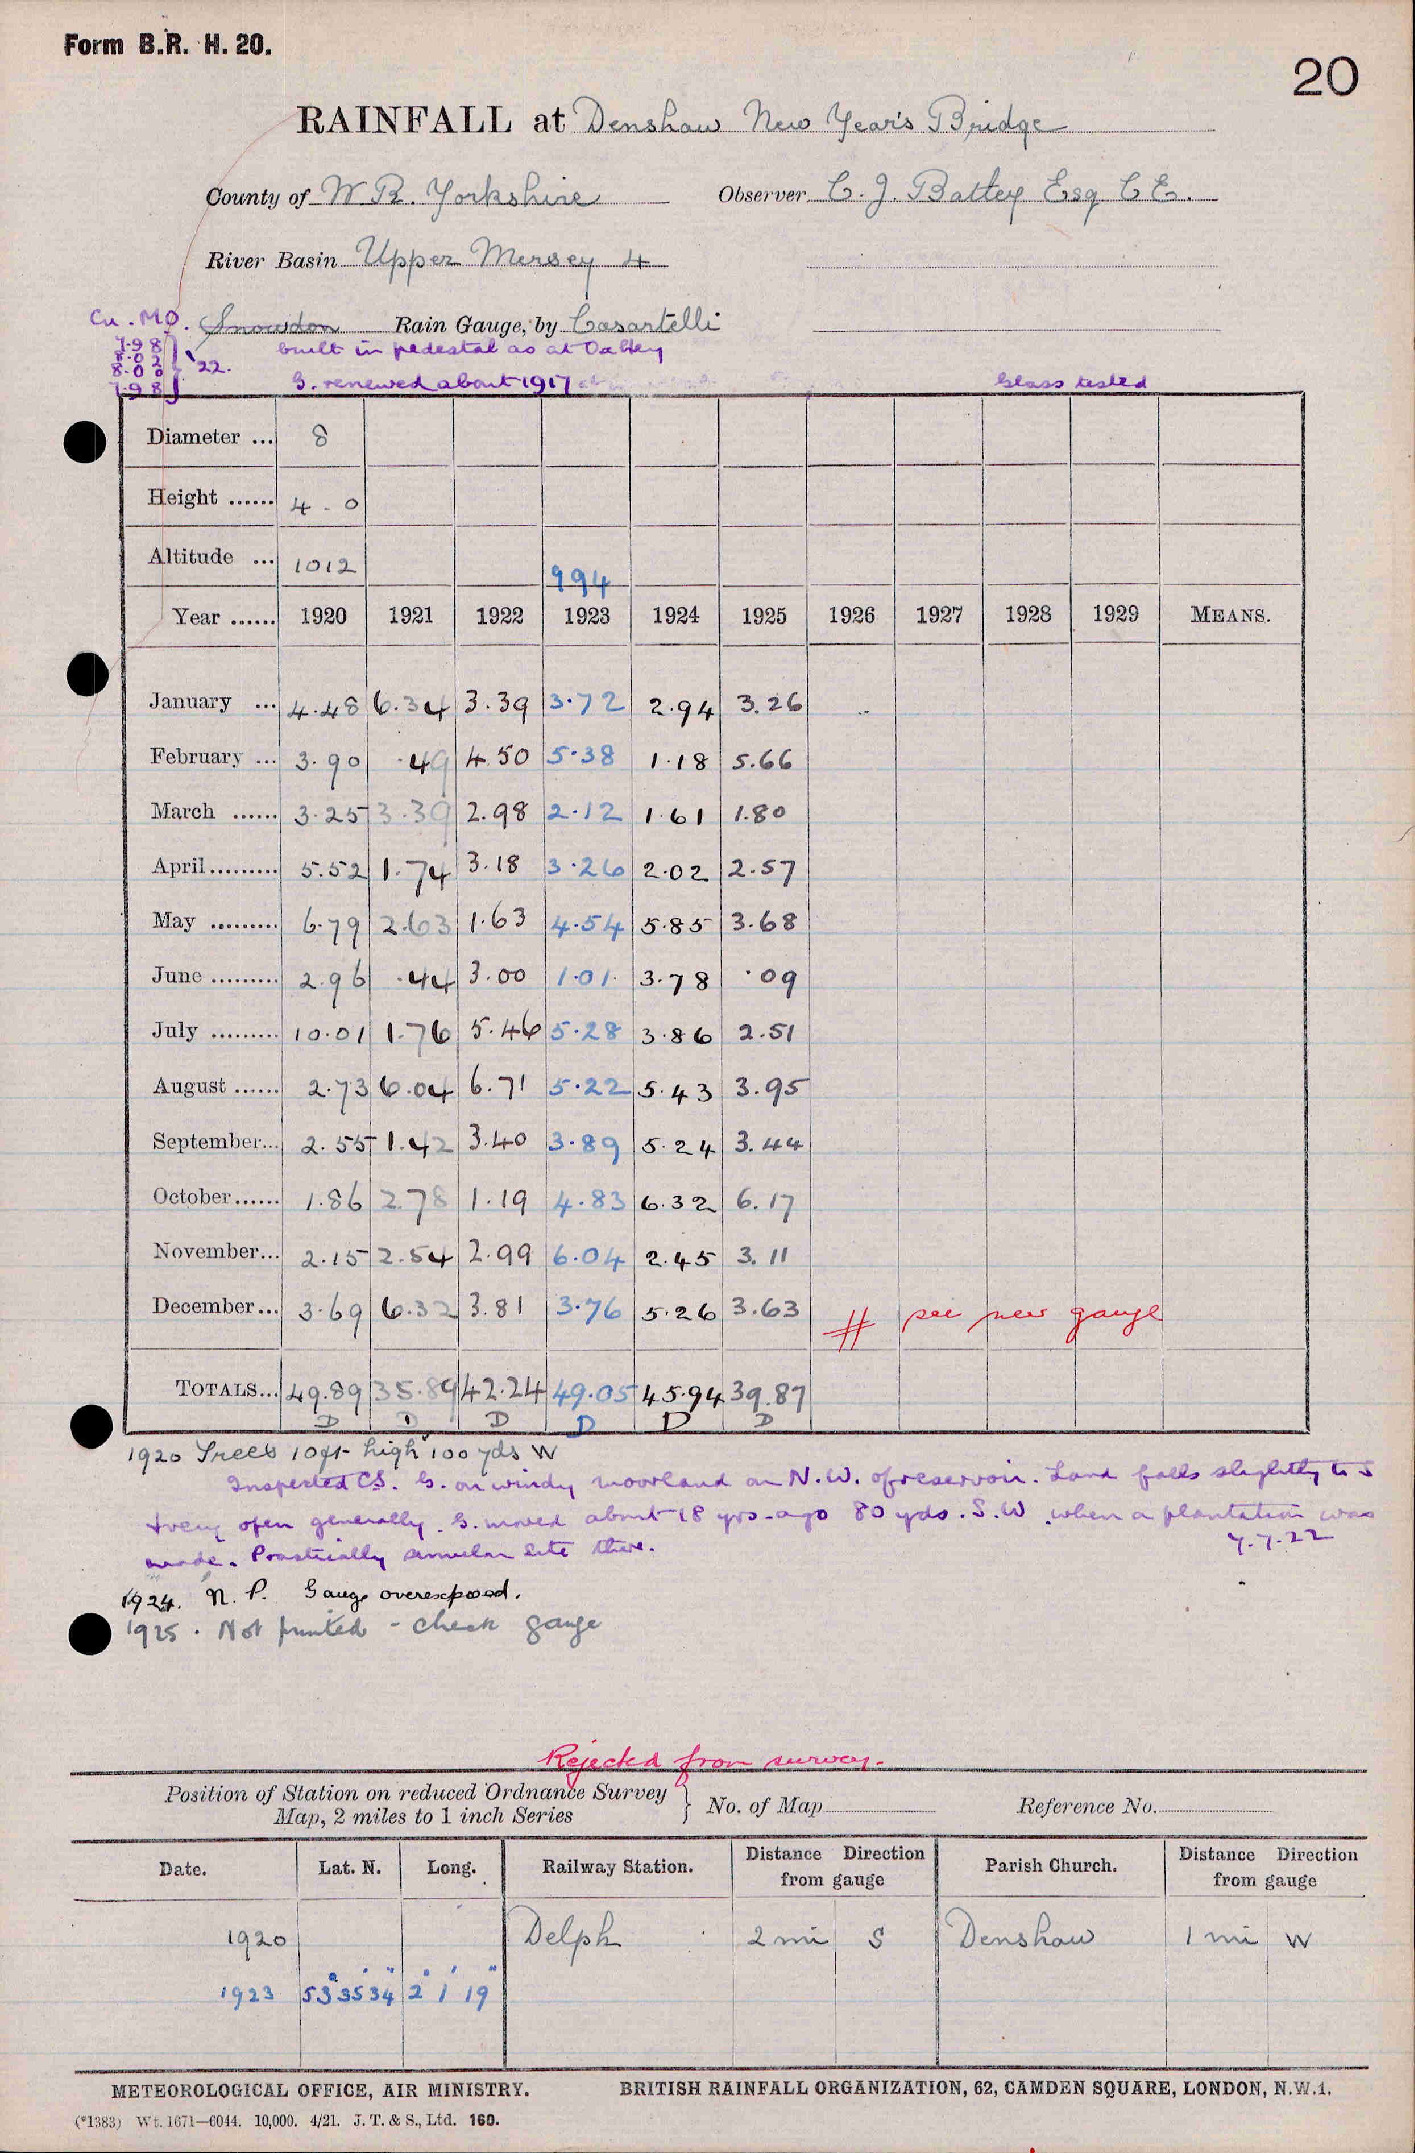 Form B.R. H. 20.
20
RAINFALL at Denshaw New Year's Bridge
County of W R. Yorkshire Observer C. J. Battey Esq C E.
River Basin Upper Mersey 4
Cu. M.O. Snowdon Rain Gauge, by Casartelli
7.98
8.02
8.00
7.98
'22.
built in pedestal as at
G. renewed about 1917
Glass tested
Diameter ... 8
Height ...... 4 - 0
Altitude ... 1012 994
Year ...... 1920 1921 1922 1923 1924 1925 1926 1927 1928 1929 MEANS.
January ... 4.48 6.34 3.39 3.72 2.94 3.26
February ... 3.90 .49 4.50 5.38 1.18 5.66
March ...... 3.25 3.39 2.98 2.12 1.61 1.80
April......... 5.52 1.74 3.18 3.26 2.02 2.57
May ......... 6.79 2.63 1.63 4.54 5.85 3.68
June ......... 2.96 .44 3.00 1.01 3.78 .09
July ......... 10.01 1.76 5.46 5.28 3.86 2.51
August ...... 2.73 6.04 6.71 5.22 5.43 3.95
September... 2.55 1.42 3.40 3.89 5.24 3.44
October...... 1.86 2.78 1.19 4.83 6.32 6.17
November... 2.15 2.54 2.99 6.04 2.45 3.11
December... 3.69 6.32 3.81 3.76 5.26 3.63 # see new gauge
TOTALS... 49.89 35.89 42.24 49.05 45.94 39.87
D D D D D D
1920 Trees 10ft high 100 yds W
Inspected CS. G. on windy moorland on N.W. of reservoir. Land falls slightly to S
& very open generally. G. moved about 18 yrs. ago 80 yds. S.W. when a plantation was
made. Practically similar site then. 7.7.22
1924. N. P. Gauge overexposed.
1925. Not printed - check gauge
Rejected from survey.
Position of Station on reduced Ordnance Survey
Map, 2 miles to 1 inch Series } No. of Map Reference No.
Date. Lat. N. Long. Railway Station. Distance Direction from gauge Parish Church. Distance Direction from gauge
1920 Delph 2 mi S Denshaw 1 mi W
1923 53° 35' 34" 2° 1' 19"
METEOROLOGICAL OFFICE, AIR MINISTRY. BRITISH RAINFALL ORGANIZATION, 62, CAMDEN SQUARE, LONDON, N.W.1.
(*1383) Wt. 1671—6044. 10,000. 4/21. J. T. & S., Ltd. 160.